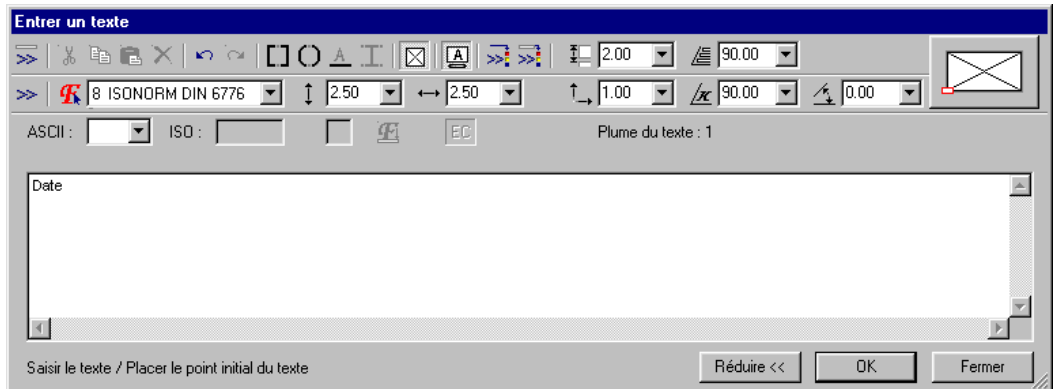 Entrer un texte
2.00 90.00
8 ISONORM DIN 6776 2.50 2.50 1.00 90.00 0.00
ASCII : ISO : EC Plume du texte : 1
Date
Saisir le texte / Placer le point initial du texte Réduire << OK Fermer